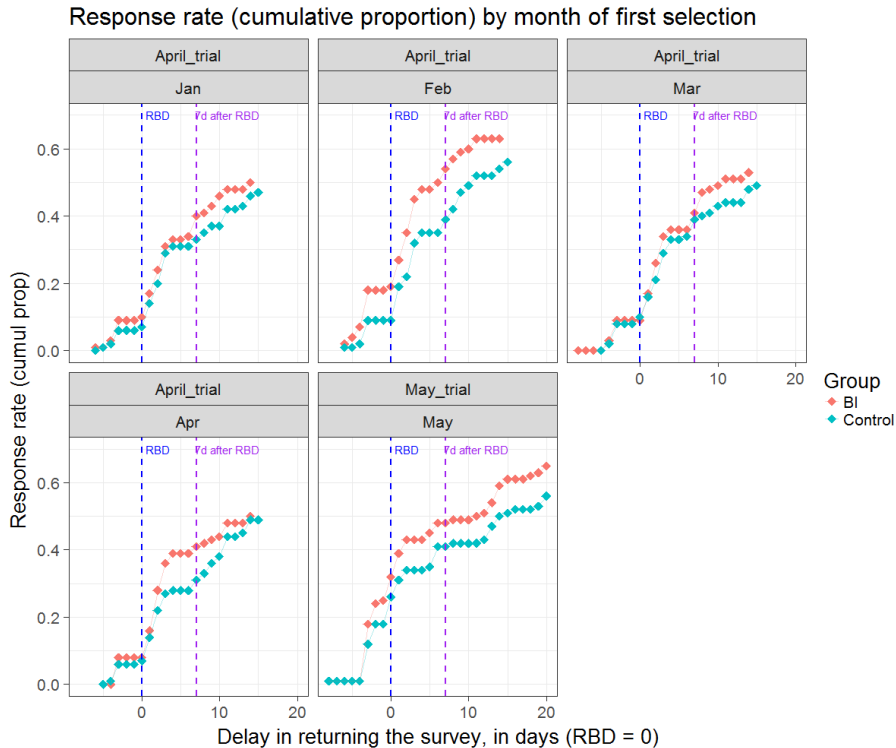 Response rate (cumulative proportion) by month of first selection
April_trial
April_trial
April_trial
Jan
Feb
Mar
RBD
7d after RBD
RBD
7d after RBD
RBD
7d after RBD
0.6
0.4
0.2
0.0
0
20
April_trial
May_trial
Apr
May
RBD
7d after RBD
RBD
7d after RBD
0.6
0.4
0.2
0.0
0
20
0
20
Response rate (cumul prop)
Delay in returning the survey, in days (RBD = 0)
Group
BI
Control